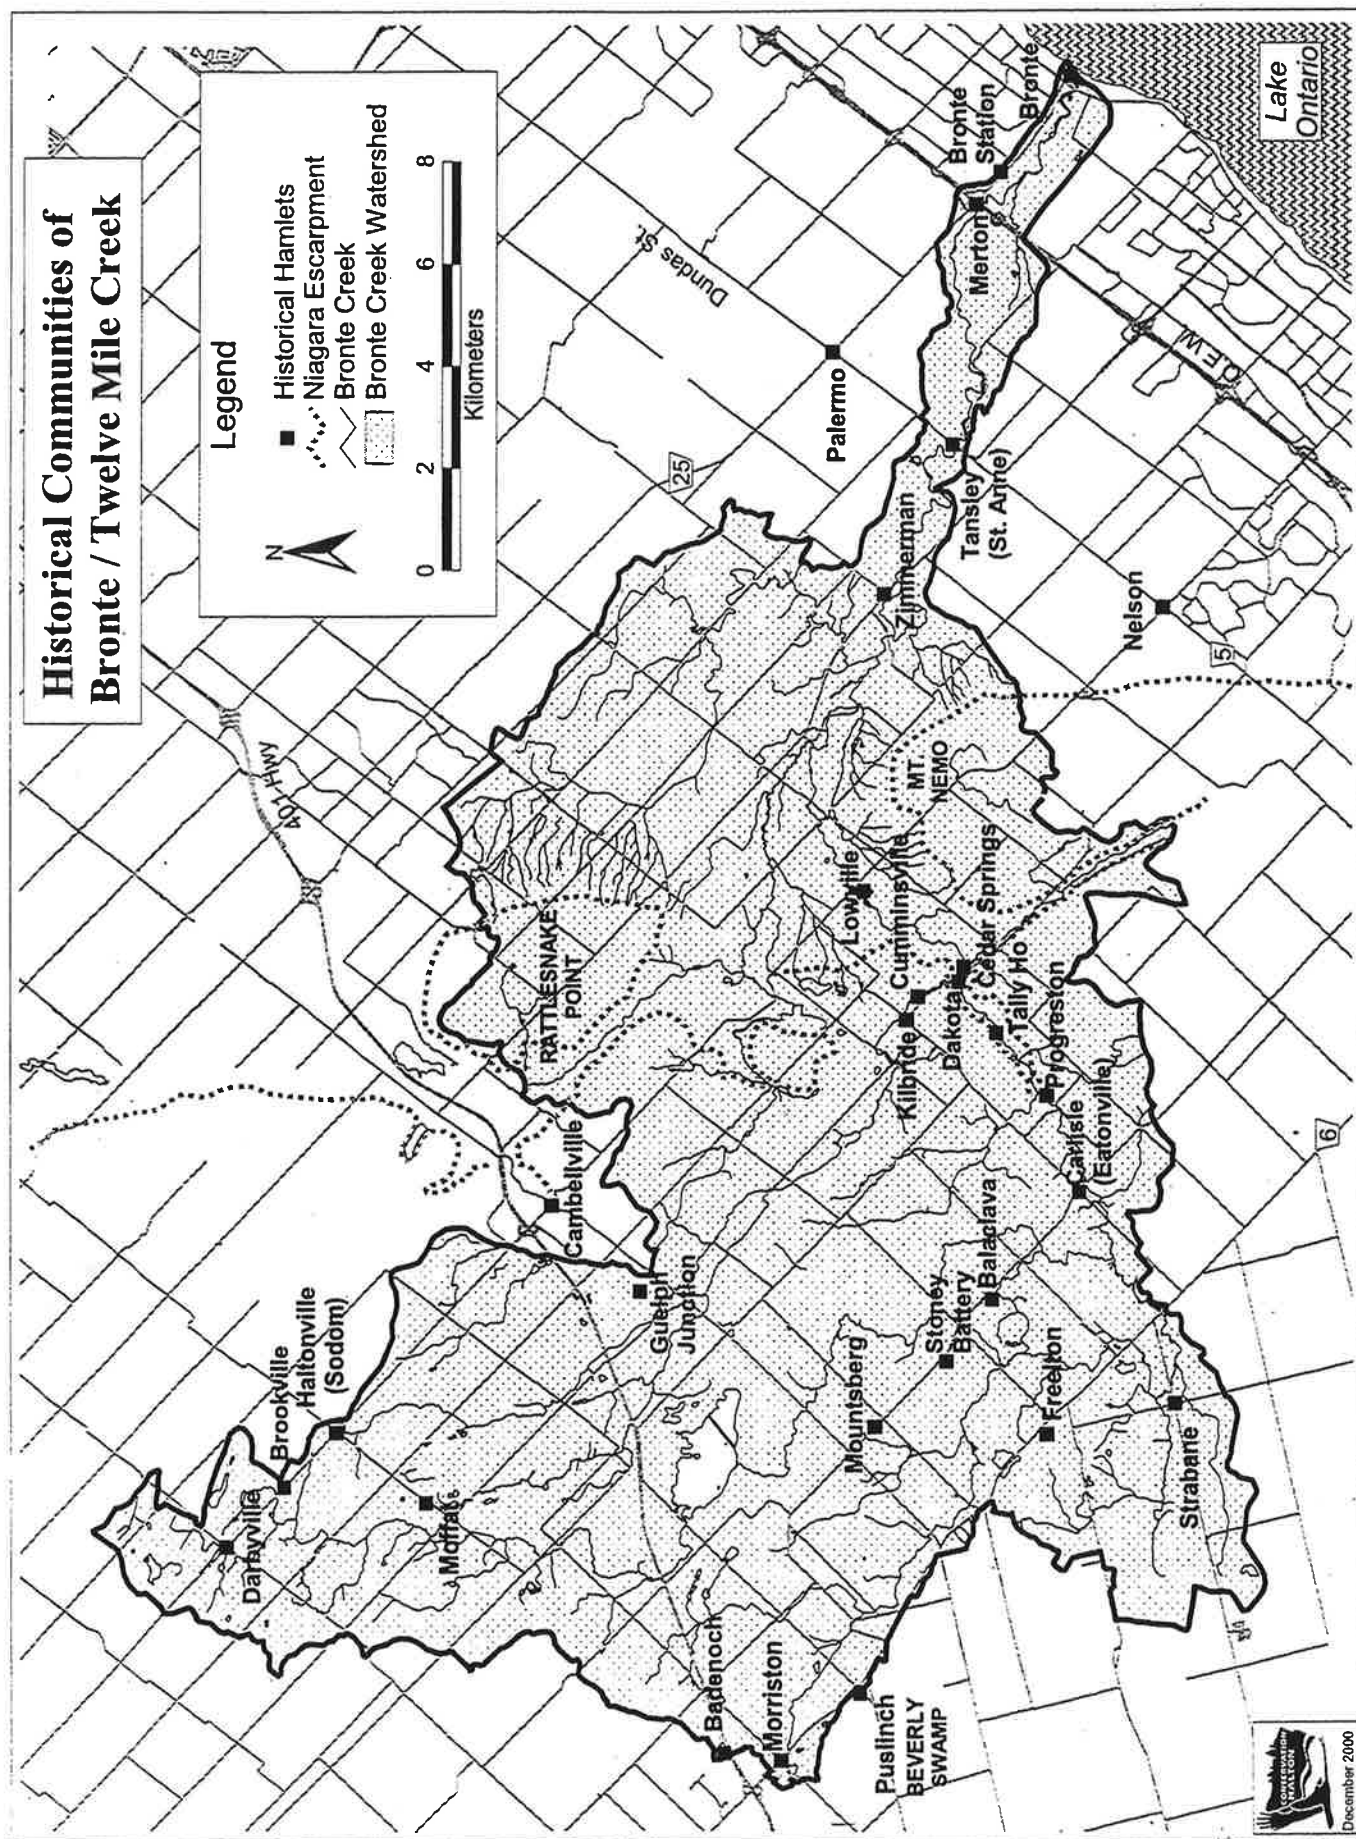 Historical Communities of
Bronte / Twelve Mile Creek
Legend
N
Historical Hamlets
Niagara Escarpment
Bronte Creek
Bronte Creek Watershed
0 2 4 6 8
Kilometers
401 Hwy
25
Dundas St.
Q.E.W.
5
6
Lake
Ontario
Bronte
Bronte
Station
Merton
Palermo
Tansley
(St. Anne)
Zimmerman
Nelson
MT.
NEMO
RATTLESNAKE
POINT
Lowville
Cumminsville
Cedar Springs
Kilbride
Dakota
Tally Ho
Progreston
Carlisle
(Eatonville)
Cambellville
Guelph
Junction
Balaclava
Stoney
Battery
Mountsberg
Freelton
Strabane
Brookville
Haltonville
(Sodom)
Darbyville
Moffat
Badenoch
Morriston
Puslinch
BEVERLY
SWAMP
CONSERVATION
HALTON
December 2000